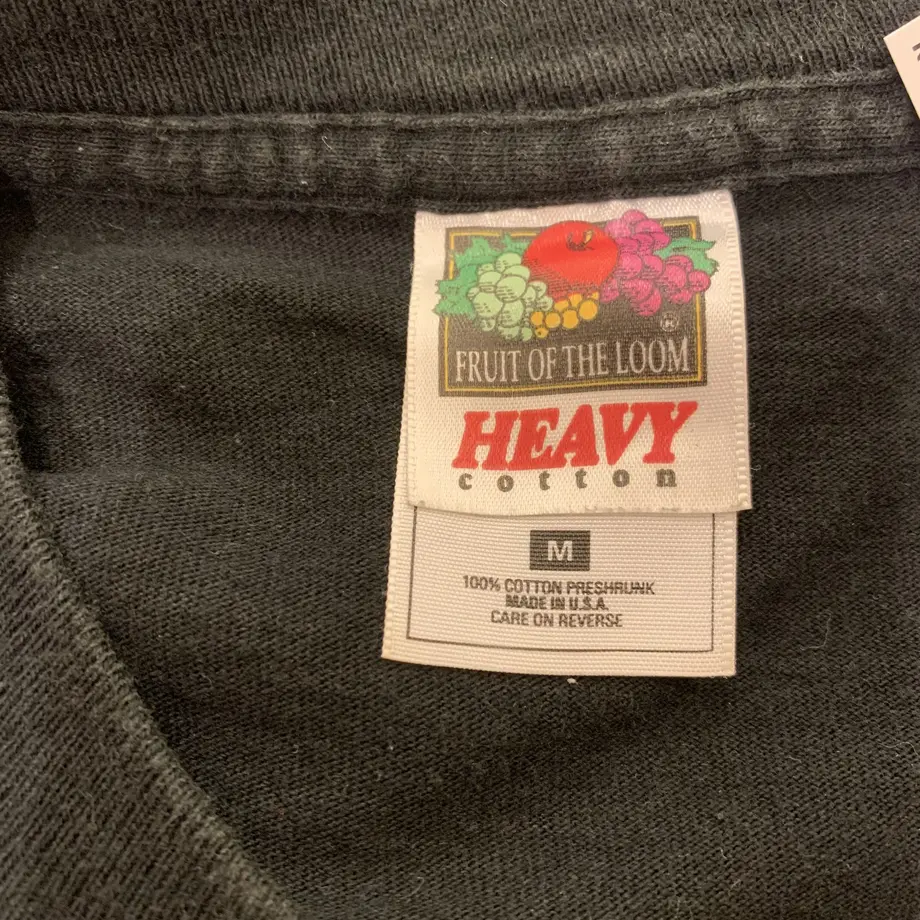 ®
FRUIT OF THE LOOM
HEAVY
cotton
M
100% COTTON PRESHRUNK
MADE IN U.S.A.
CARE ON REVERSE